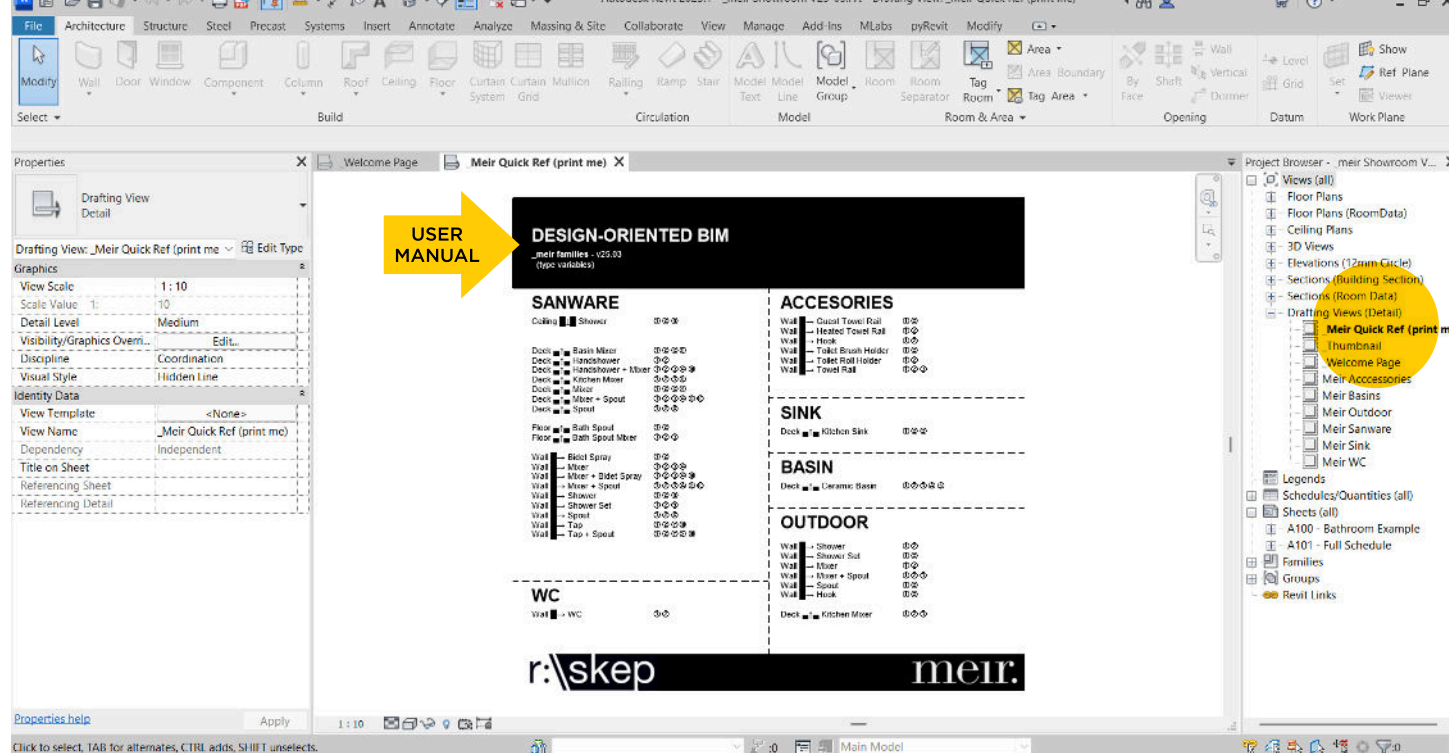 File Architecture Structure Steel Precast Systems Insert Annotate Analyze Massing & Site Collaborate View Manage Add-Ins MLabs pyRevit Modify
Modify Wall Door Window Component Column Roof Ceiling Floor Curtain System Curtain Grid Mullion Railing Ramp Stair Model Text Model Line Model Group Room Room Separator Tag Room
Area
Area Boundary
Tag Area
By Face Shaft Wall Vertical Dormer
Level
Grid
Set
Show
Ref Plane
Viewer
Select Build Circulation Model Room & Area Opening Datum Work Plane
Properties
Drafting View
Detail
Drafting View: _Meir Quick Ref (print me Edit Type
Graphics
View Scale 1 : 10
Scale Value 1: 10
Detail Level Medium
Visibility/Graphics Overri... Edit...
Discipline Coordination
Visual Style Hidden Line
Identity Data
View Template <None>
View Name _Meir Quick Ref (print me)
Dependency Independent
Title on Sheet
Referencing Sheet
Referencing Detail
Properties help Apply
_Welcome Page _Meir Quick Ref (print me)
USER
MANUAL
DESIGN-ORIENTED BIM
_meir families - v25.03
(type variables)
SANWARE
Ceiling Shower
Deck Basin Mixer
Deck Handshower
Deck Handshower + Mixer
Deck Kitchen Mixer
Deck Mixer
Deck Mixer + Spout
Deck Spout
Floor Bath Spout
Floor Bath Spout Mixer
Wall → Bidet Spray
Wall → Mixer
Wall → Mixer + Bidet Spray
Wall → Mixer + Spout
Wall → Shower
Wall → Shower Set
Wall → Spout
Wall → Tap
Wall → Tap + Spout
WC
Wall → WC
ACCESORIES
Wall → Guest Towel Rail
Wall → Heated Towel Rail
Wall → Hook
Wall → Toilet Brush Holder
Wall → Toilet Roll Holder
Wall → Towel Rail
SINK
Deck Kitchen Sink
BASIN
Deck Ceramic Basin
OUTDOOR
Wall → Shower
Wall → Shower Set
Wall → Mixer
Wall → Mixer + Spout
Wall → Spout
Wall → Hook
Deck Kitchen Mixer
r:\skep meir.
Project Browser - _meir Showroom V...
Views (all)
Floor Plans
Floor Plans (RoomData)
Ceiling Plans
3D Views
Elevations (12mm Circle)
Sections (Building Section)
Sections (Room Data)
Drafting Views (Detail)
_Meir Quick Ref (print m
_Thumbnail
_Welcome Page
Meir Acccessories
Meir Basins
Meir Outdoor
Meir Sanware
Meir Sink
Meir WC
Legends
Schedules/Quantities (all)
Sheets (all)
A100 - Bathroom Example
A101 - Full Schedule
Families
Groups
Revit Links
1 : 10
Click to select, TAB for alternates, CTRL adds, SHIFT unselects. :0 Main Model :0